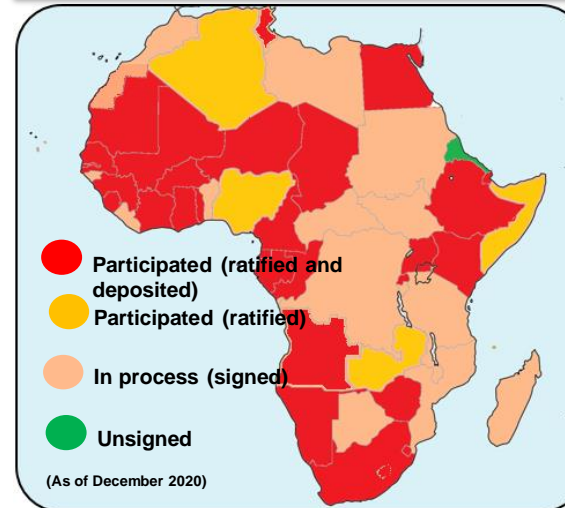 Participated (ratified and
deposited)
Participated (ratified)
In process (signed)
Unsigned
(As of December 2020)